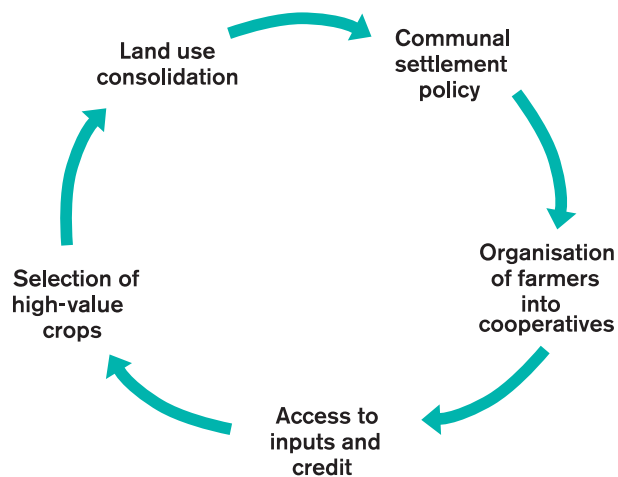 Land use
consolidation
Communal
settlement
policy
Organisation
of farmers
into
cooperatives
Access to
inputs and
credit
Selection of
high-value
crops